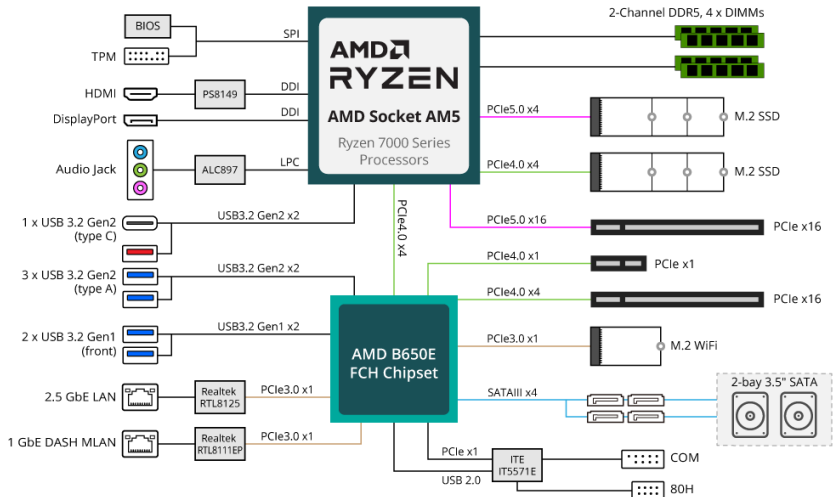 2-Channel DDR5, 4 x DIMMs
BIOS
SPI
TPM
AMD
RYZEN
AMD Socket AM5
Ryzen 7000 Series
Processors
HDMI
PS8149
DDI
DisplayPort
DDI
PCIe5.0 x4
M.2 SSD
Audio Jack
ALC897
LPC
PCIe4.0 x4
M.2 SSD
1 x USB 3.2 Gen2
(type C)
USB3.2 Gen2 x2
PCIe4.0 x4
PCIe5.0 x16
PCIe x16
PCIe4.0 x1
PCIe x1
3 x USB 3.2 Gen2
(type A)
USB3.2 Gen2 x2
PCIe4.0 x4
PCIe x16
2 x USB 3.2 Gen1
(front)
USB3.2 Gen1 x2
AMD B650E
FCH Chipset
PCIe3.0 x1
M.2 WiFi
2.5 GbE LAN
Realtek
RTL8125
PCIe3.0 x1
SATAIII x4
2-bay 3.5" SATA
1 GbE DASH MLAN
Realtek
RTL8111EP
PCIe3.0 x1
PCIe x1
USB 2.0
ITE
IT5571E
COM
80H